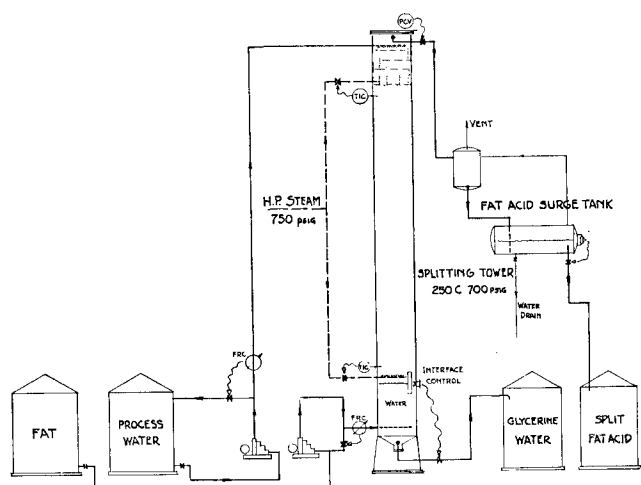 PCV
TIC
VENT
H.P. STEAM
750 PSIG
FAT ACID SURGE TANK
SPLITTING TOWER
250 C 700 PSIG
WATER
DRAIN
FRC
TIC
INTERFACE
CONTROL
WATER
FRC
FAT
PROCESS
WATER
GLYCERINE
WATER
SPLIT
FAT ACID